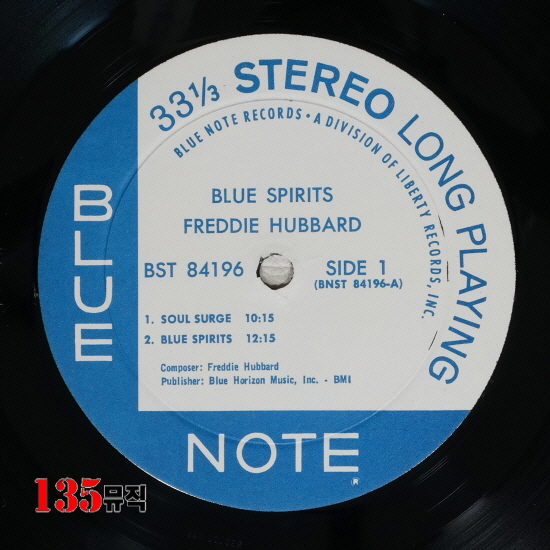 33⅓ STEREO LONG PLAYING
BLUE NOTE RECORDS • A DIVISION OF LIBERTY RECORDS, INC.
BLUE SPIRITS
FREDDIE HUBBARD
BST 84196
SIDE 1
(BNST 84196-A)
1. SOUL SURGE 10:15
2. BLUE SPIRITS 12:15
Composer: Freddie Hubbard
Publisher: Blue Horizon Music, Inc. - BMI
BLUE
NOTE
®
135뮤직